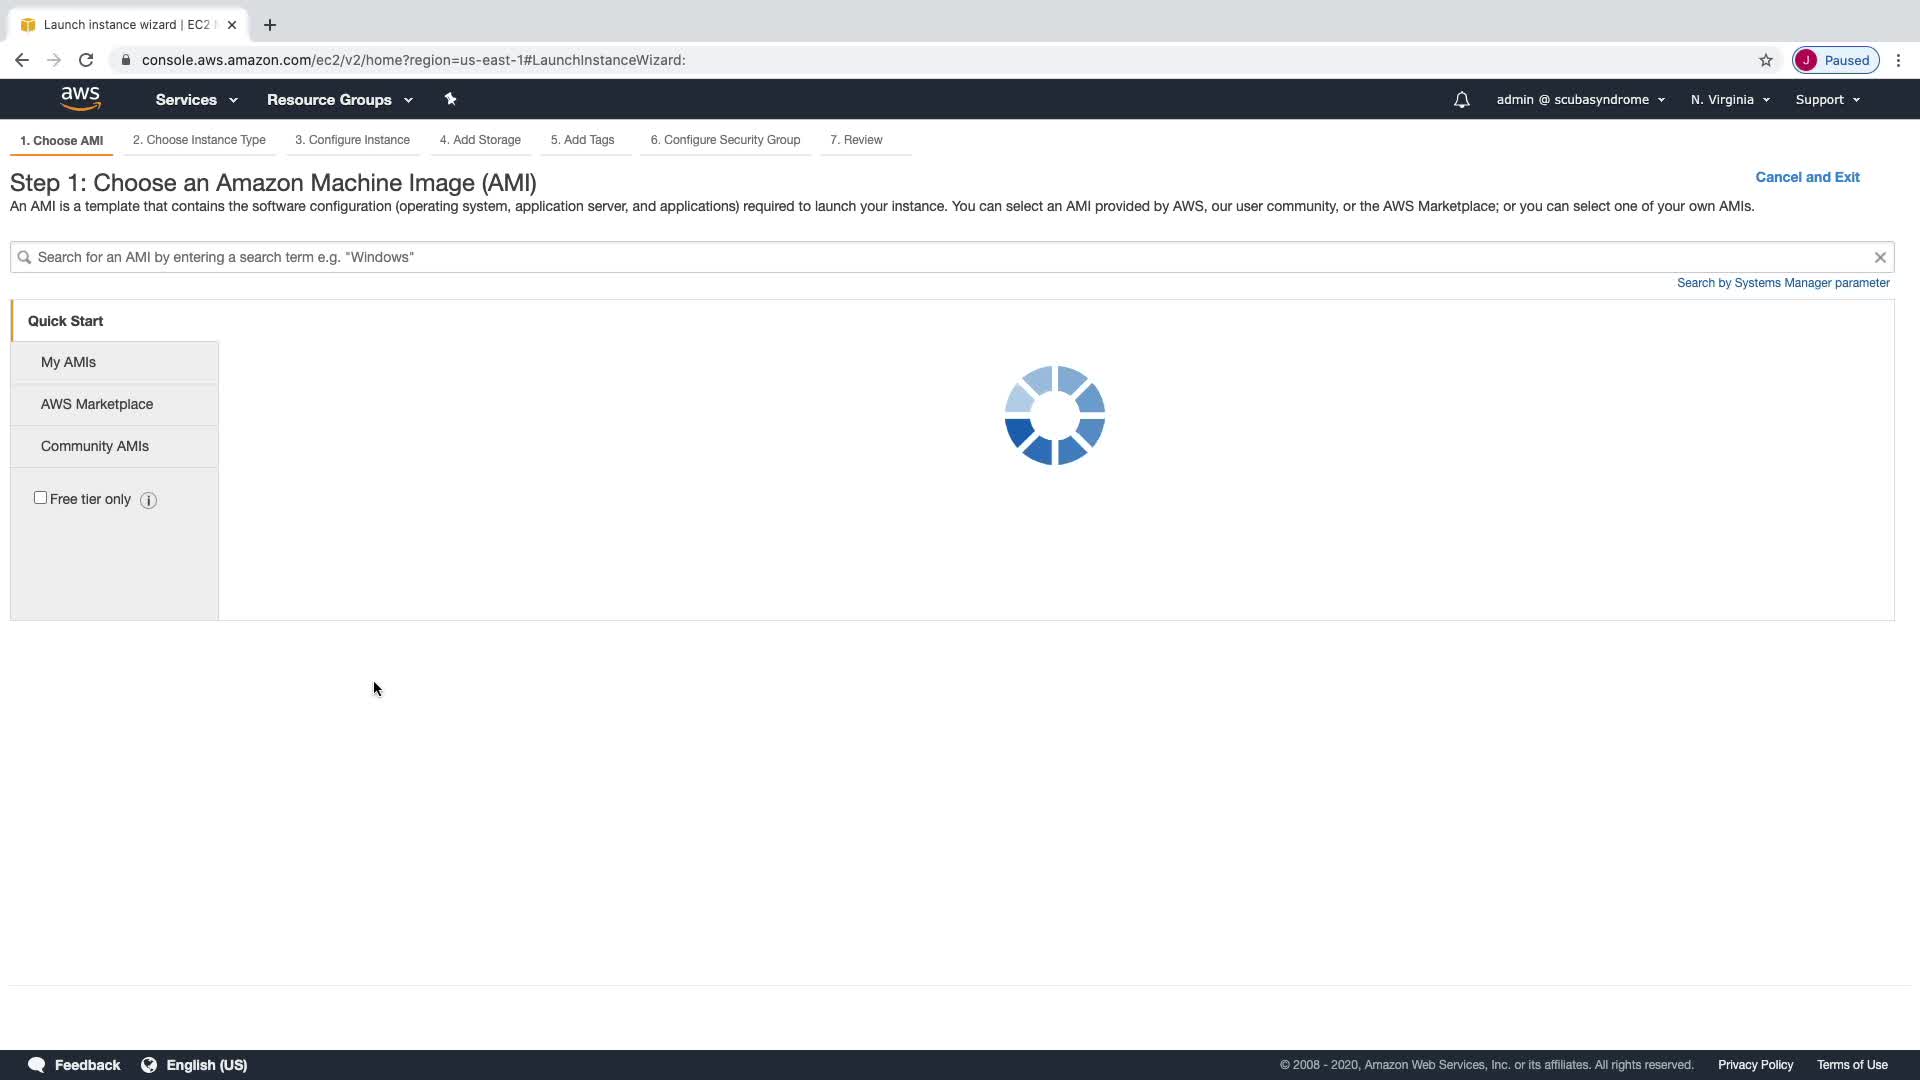 Launch instance wizard | EC2
console.aws.amazon.com/ec2/v2/home?region=us-east-1#LaunchInstanceWizard:
J Paused
aws Services Resource Groups admin @ scubasyndrome N. Virginia Support
1. Choose AMI 2. Choose Instance Type 3. Configure Instance 4. Add Storage 5. Add Tags 6. Configure Security Group 7. Review
Step 1: Choose an Amazon Machine Image (AMI)
Cancel and Exit
An AMI is a template that contains the software configuration (operating system, application server, and applications) required to launch your instance. You can select an AMI provided by AWS, our user community, or the AWS Marketplace; or you can select one of your own AMIs.
Search for an AMI by entering a search term e.g. "Windows"
Search by Systems Manager parameter
Quick Start
My AMIs
AWS Marketplace
Community AMIs
Free tier only i
Feedback English (US) © 2008 - 2020, Amazon Web Services, Inc. or its affiliates. All rights reserved. Privacy Policy Terms of Use